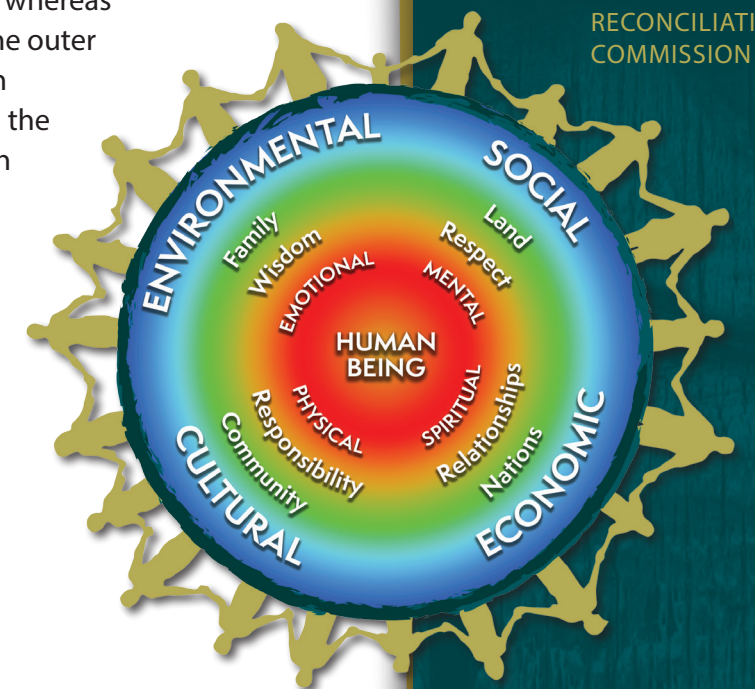 whereas
he outer
n
the
n
RECONCILIATI
COMMISSION
ENVIRONMENTAL
SOCIAL
Family
Land
Wisdom
Respect
EMOTIONAL
MENTAL
HUMAN
BEING
PHYSICAL
SPIRITUAL
Responsibility
Relationships
Community
Nations
CULTURAL
ECONOMIC